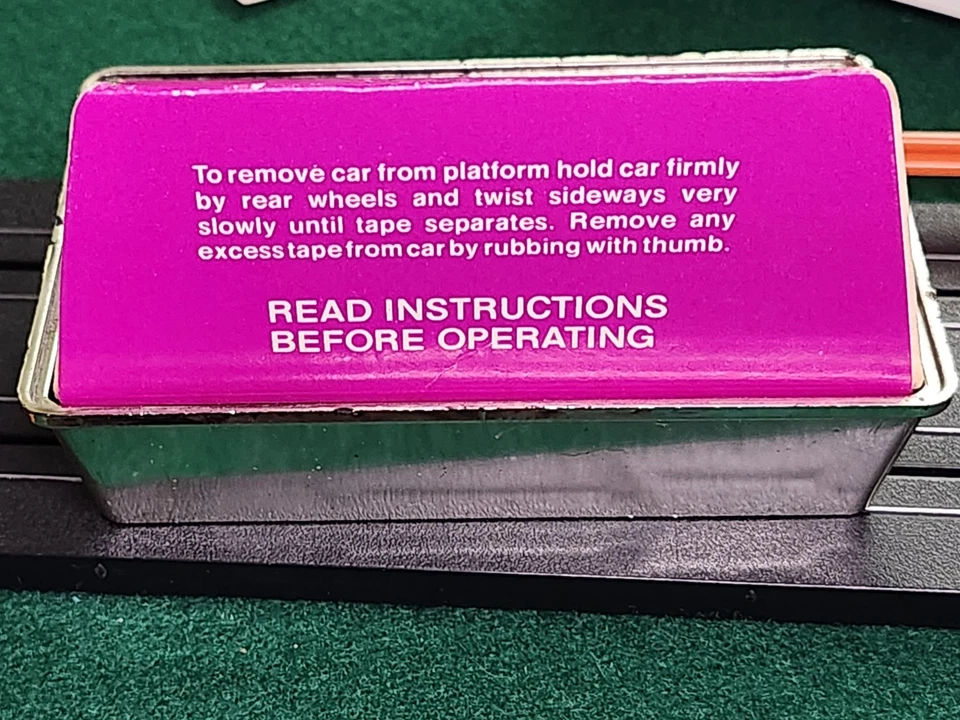 To remove car from platform hold car firmly
by rear wheels and twist sideways very
slowly until tape separates. Remove any
excess tape from car by rubbing with thumb.
READ INSTRUCTIONS
BEFORE OPERATING